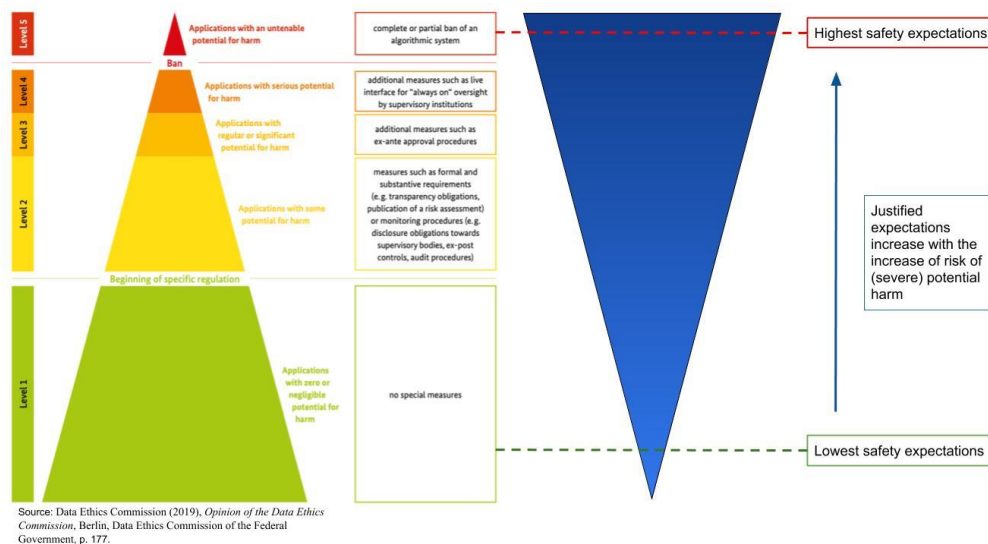 Level 5
Applications with an untenable
potential for harm
complete or partial ban of an
algorithmic system
Highest safety expectations
Ban
Level 4
Applications with serious potential
for harm
additional measures such as live
interface for "always on" oversight
by supervisory institutions
Level 3
Applications with
regular or significant
potential for harm
additional measures such as
ex-ante approval procedures
Level 2
Applications with some
potential for harm
measures such as formal and
substantive requirements
(e.g. transparency obligations,
publication of a risk assessment)
or monitoring procedures (e.g.
disclosure obligations towards
supervisory bodies, ex-post
controls, audit procedures)
Justified
expectations
increase with the
increase of risk of
(severe) potential
harm
Beginning of specific regulation
Level 1
Applications
with zero or
negligible
potential for
harm
no special measures
Lowest safety expectations
Source: Data Ethics Commission (2019), Opinion of the Data Ethics
Commission, Berlin, Data Ethics Commission of the Federal
Government, p. 177.